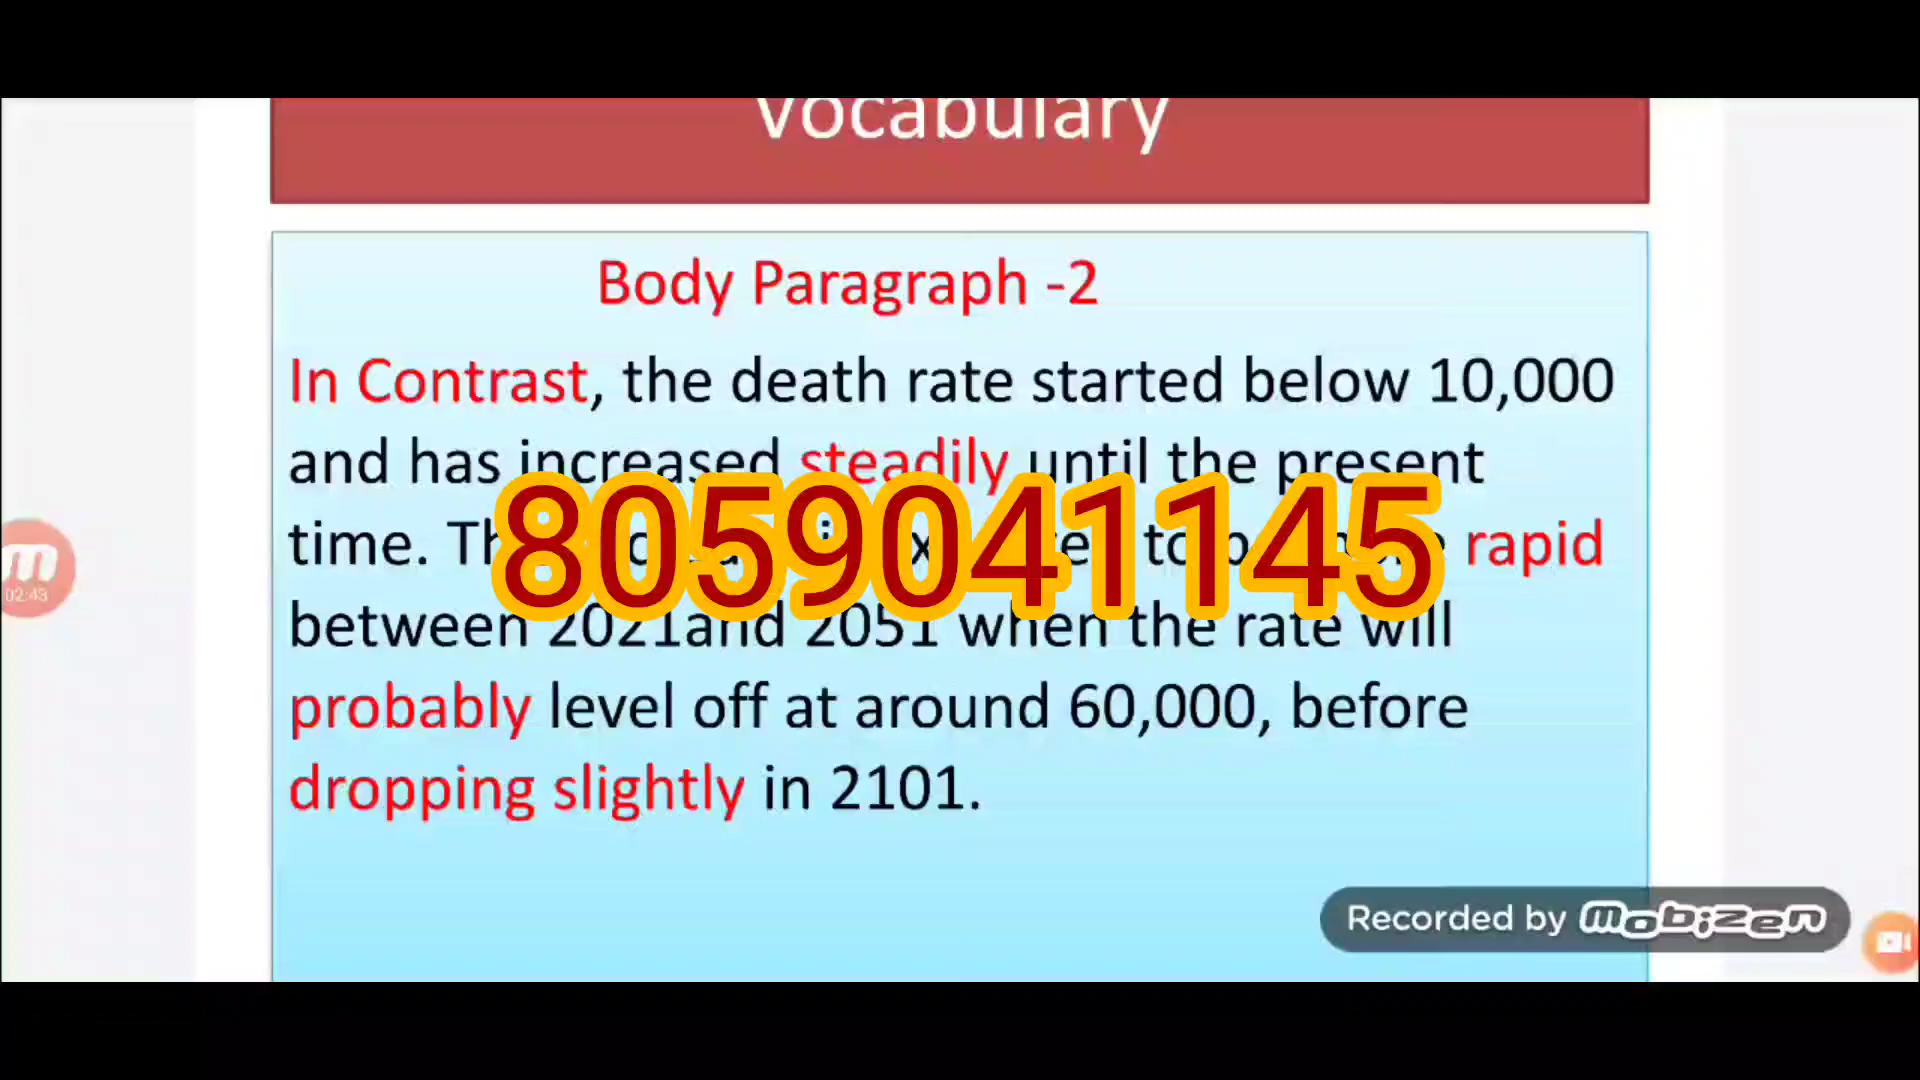 Vocabulary
Body Paragraph -2
In Contrast, the death rate started below 10,000
and has increased steadily until the present
time. rapid
8059041145
between 2021and 2051 when the rate will
probably level off at around 60,000, before
dropping slightly in 2101.
02:43
Recorded by mobizen